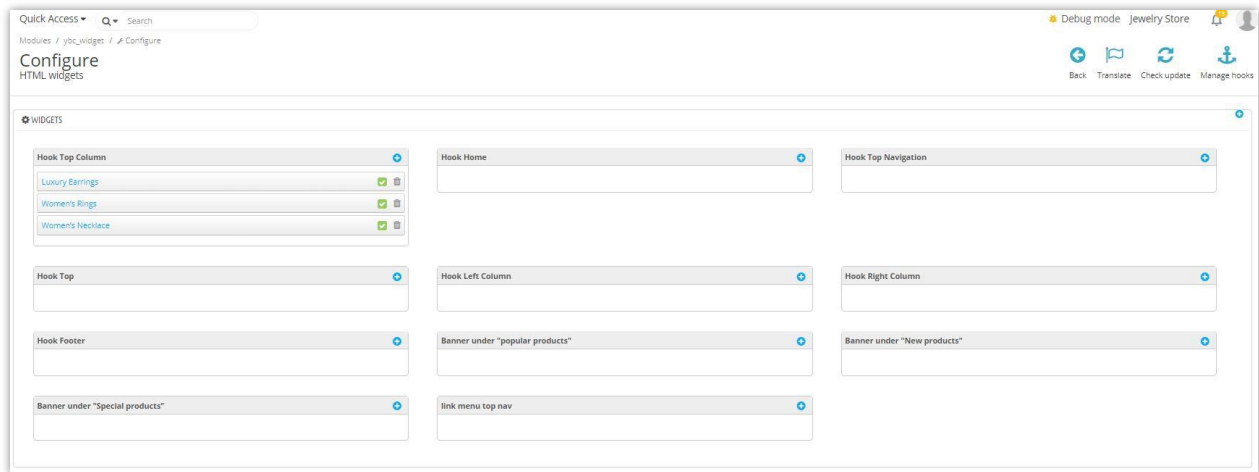 Quick Access Search Debug mode Jewelry Store
Modules / ybc_widget / Configure
Configure
HTML widgets
Back Translate Check update Manage hooks
WIDGETS
Hook Top Column Hook Home Hook Top Navigation
Luxury Earrings
Women's Rings
Women's Necklace
Hook Top Hook Left Column Hook Right Column
Hook Footer Banner under "popular products" Banner under "New products"
Banner under "Special products" link menu top nav